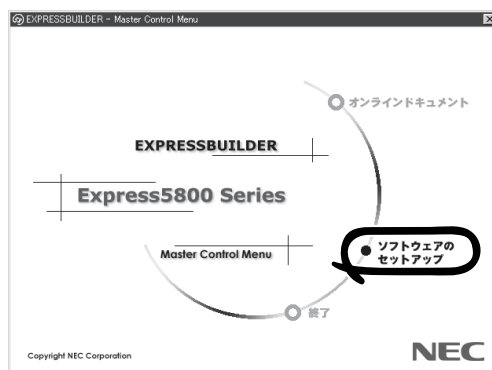 EXPRESSBUILDER - Master Control Menu
オンラインドキュメント
EXPRESSBUILDER
Express5800 Series
ソフトウェアの
セットアップ
Master Control Menu
終了
Copyright NEC Corporation
NEC